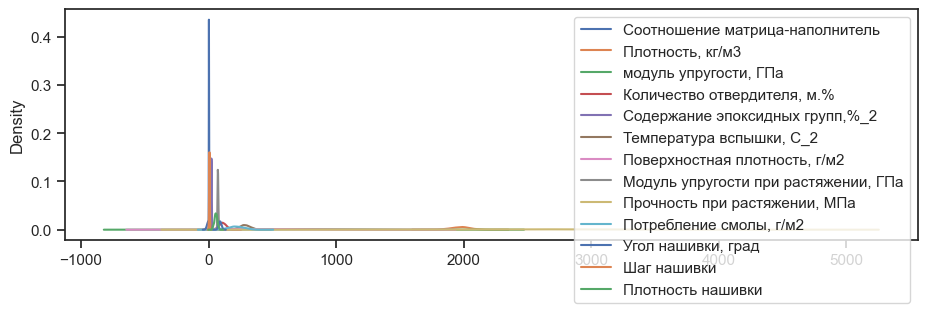 0.4
0.3
0.2
0.1
0.0
Density
−1000
0
1000
2000
3000
4000
5000
Соотношение матрица-наполнитель
Плотность, кг/м3
модуль упругости, ГПа
Количество отвердителя, м.%
Содержание эпоксидных групп,%_2
Температура вспышки, С_2
Поверхностная плотность, г/м2
Модуль упругости при растяжении, ГПа
Прочность при растяжении, МПа
Потребление смолы, г/м2
Угол нашивки, град
Шаг нашивки
Плотность нашивки